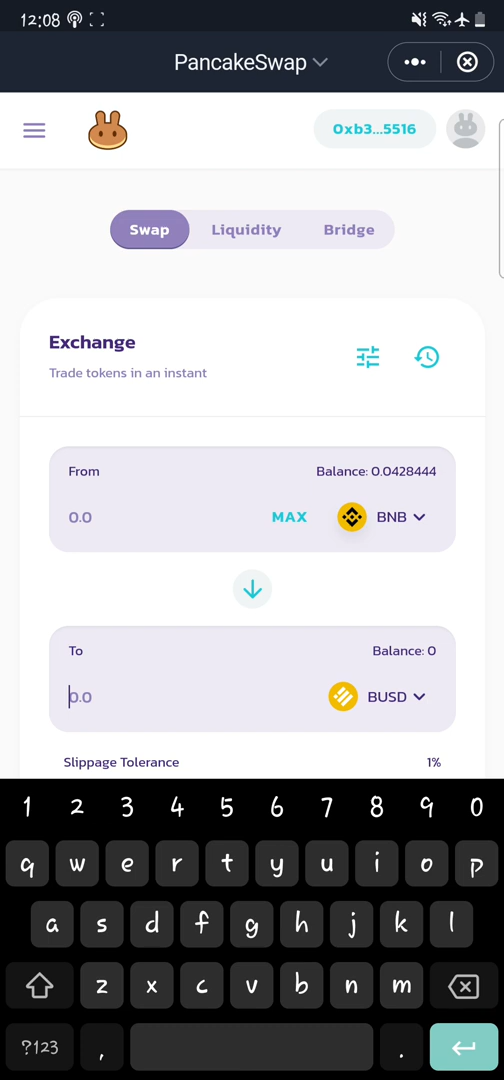 12:08
PancakeSwap
0xb3...5516
Swap Liquidity Bridge
Exchange
Trade tokens in an instant
From Balance: 0.0428444
0.0 MAX BNB
To Balance: 0
0.0 BUSD
Slippage Tolerance 1%
1 2 3 4 5 6 7 8 9 0
q w e r t y u i o p
a s d f g h j k l
z x c v b n m
?123 , .